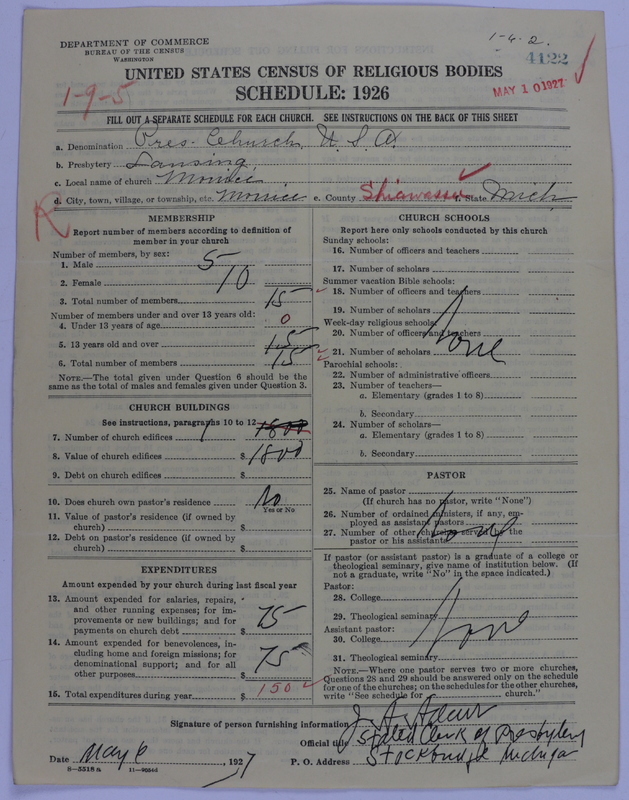 DEPARTMENT OF COMMERCE
BUREAU OF THE CENSUS
WASHINGTON
1-4-2.
4122
UNITED STATES CENSUS OF RELIGIOUS BODIES
SCHEDULE: 1926
MAY 10 1927
1-9-5
FILL OUT A SEPARATE SCHEDULE FOR EACH CHURCH. SEE INSTRUCTIONS ON THE BACK OF THIS SHEET
a. Denomination Pres. Church, U.S.A.
b. Presbytery Lansing
c. Local name of church Morrice
d. City, town, village, or township, etc. Morrice e. County Shiawassee f. State Mich
MEMBERSHIP
Report number of members according to definition of member in your church
Number of members, by sex:
1. Male 5
2. Female 10
3. Total number of members 15
Number of members under and over 13 years old:
4. Under 13 years of age 0
5. 13 years old and over 15
6. Total number of members 15
NOTE.—The total given under Question 6 should be the same as the total of males and females given under Question 3.
CHURCH BUILDINGS
See instructions, paragraphs 10 to 12
7. Number of church edifices 1 1800
8. Value of church edifices $ 1800
9. Debt on church edifices $
10. Does church own pastor's residence No
Yes or No
11. Value of pastor's residence (if owned by church) $
12. Debt on pastor's residence (if owned by church) $
EXPENDITURES
Amount expended by your church during last fiscal year
13. Amount expended for salaries, repairs, and other running expenses; for improvements or new buildings; and for payments on church debt $ 75
14. Amount expended for benevolences, including home and foreign missions; for denominational support; and for all other purposes $ 75
15. Total expenditures during year $ 150
CHURCH SCHOOLS
Report here only schools conducted by this church
Sunday schools:
16. Number of officers and teachers
17. Number of scholars
Summer vacation Bible schools:
18. Number of officers and teachers
19. Number of scholars
Week-day religious schools:
20. Number of officers and teachers
21. Number of scholars
None
Parochial schools:
22. Number of administrative officers
23. Number of teachers—
a. Elementary (grades 1 to 8)
b. Secondary
24. Number of scholars—
a. Elementary (grades 1 to 8)
b. Secondary
PASTOR
25. Name of pastor
(If church has no pastor, write "None")
26. Number of ordained ministers, if any, employed as assistant pastors
27. Number of other churches served by the pastor or his assistants
None
If pastor (or assistant pastor) is a graduate of a college or theological seminary, give name of institution below. (If not a graduate, write "No" in the space indicated.)
Pastor:
28. College
29. Theological seminary
Assistant pastor:
30. College
None
31. Theological seminary
NOTE.—Where one pastor serves two or more churches, Questions 28 and 29 should be answered only on the schedule for one of the churches; on the schedules for the other churches, write "See schedule for church."
Signature of person furnishing information J. A.
Official title Stated Clerk of Presbytery
Date May 6, 1927 P. O. Address Stockbridge Michigan
8-5518 a